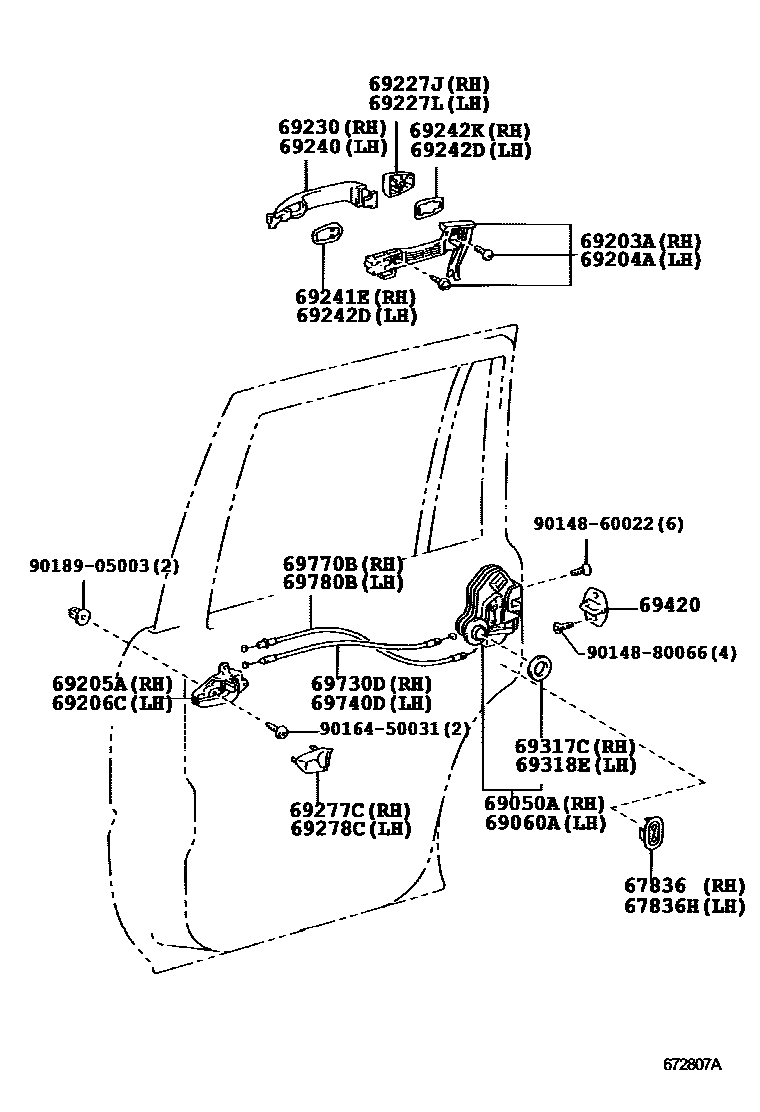 69227J(RH)
69227L(LH)
69230(RH)
69240(LH)
69242K(RH)
69242D(LH)
69203A(RH)
69204A(LH)
69241E(RH)
69242D(LH)
90148-60022(6)
90189-05003(2)
69770B(RH)
69780B(LH)
69420
90148-80066(4)
69205A(RH)
69206C(LH)
69730D(RH)
69740D(LH)
90164-50031(2)
69317C(RH)
69318E(LH)
69277C(RH)
69278C(LH)
69050A(RH)
69060A(LH)
67836 (RH)
67836H(LH)
672807A